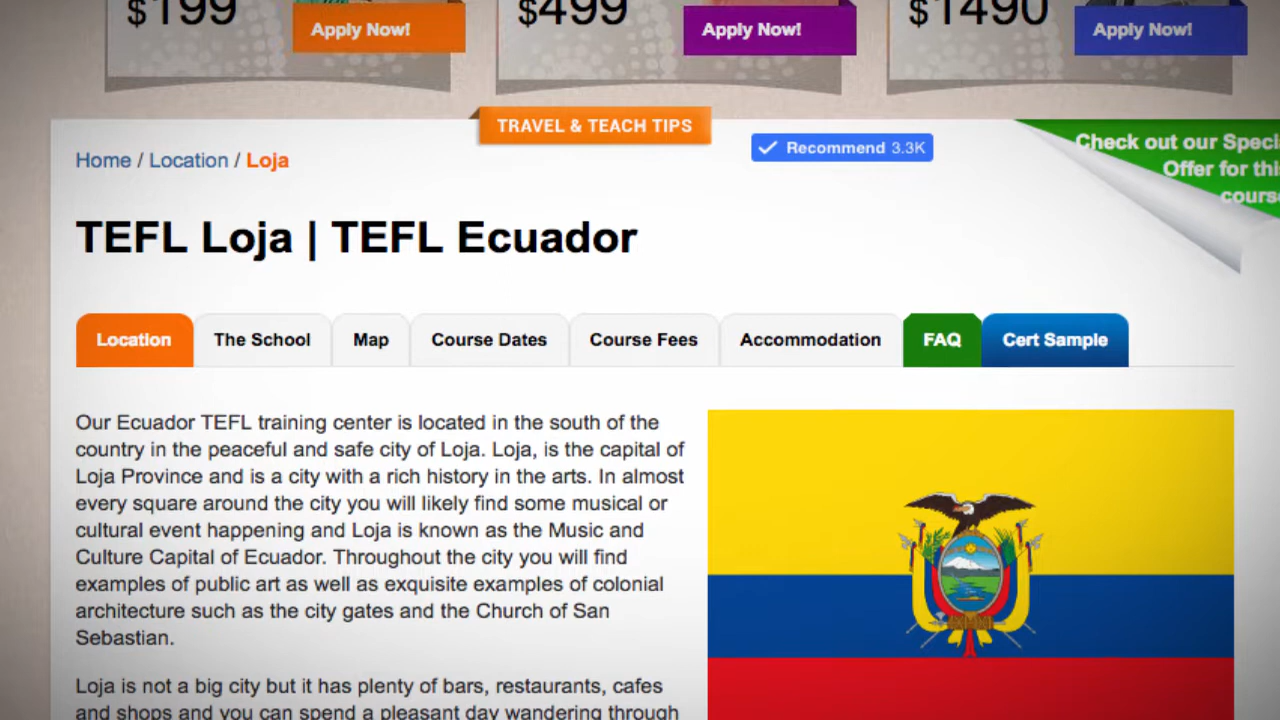 $199
$499
$1490
Apply Now!
Apply Now!
Apply Now!
TRAVEL & TEACH TIPS
Home / Location / Loja
Recommend 3.3K
Check out our Specia
Offer for this
course
TEFL Loja | TEFL Ecuador
Location
The School
Map
Course Dates
Course Fees
Accommodation
FAQ
Cert Sample
Our Ecuador TEFL training center is located in the south of the
country in the peaceful and safe city of Loja. Loja, is the capital of
Loja Province and is a city with a rich history in the arts. In almost
every square around the city you will likely find some musical or
cultural event happening and Loja is known as the Music and
Culture Capital of Ecuador. Throughout the city you will find
examples of public art as well as exquisite examples of colonial
architecture such as the city gates and the Church of San
Sebastian.
Loja is not a big city but it has plenty of bars, restaurants, cafes
and shops and you can spend a pleasant day wandering through